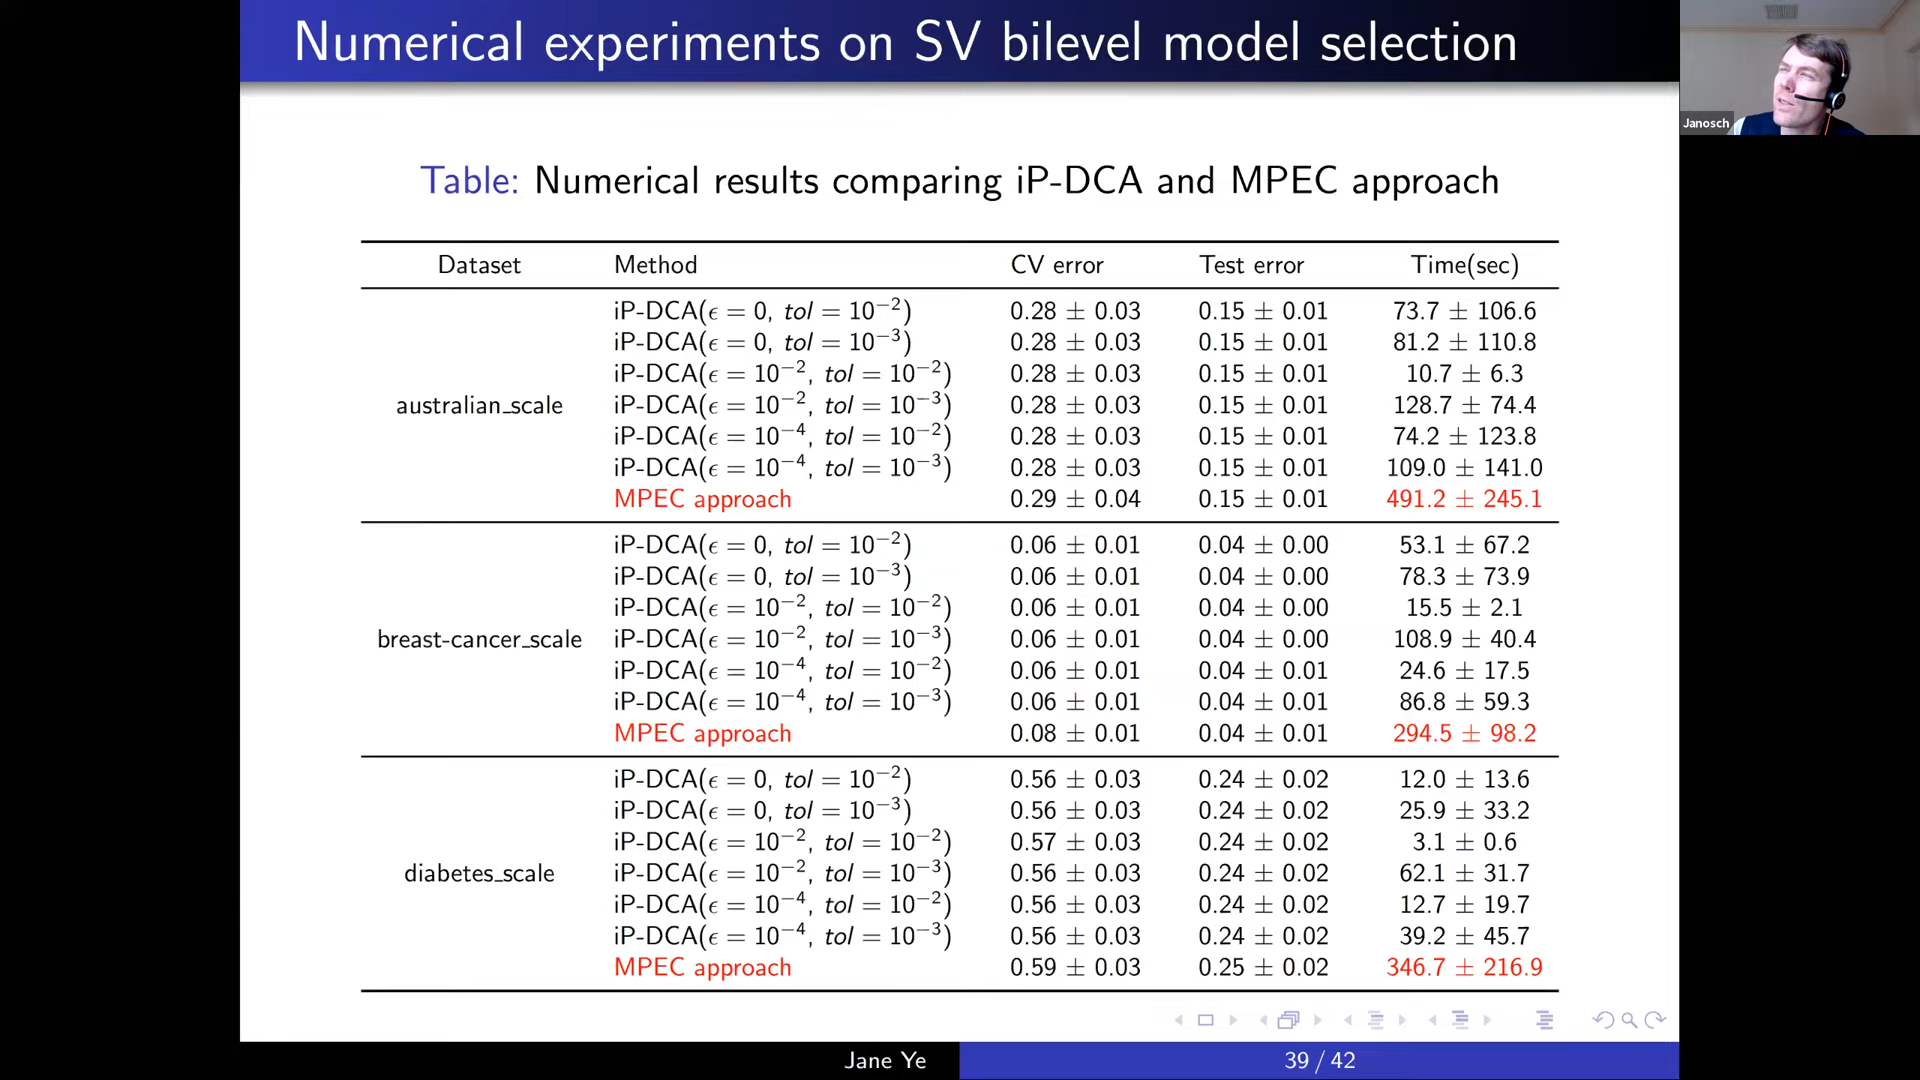 Numerical experiments on SV bilevel model selection
Janosch
Table: Numerical results comparing iP-DCA and MPEC approach
Dataset Method CV error Test error Time(sec)
iP-DCA(ϵ = 0, tol = 10⁻²) 0.28 ± 0.03 0.15 ± 0.01 73.7 ± 106.6
iP-DCA(ϵ = 0, tol = 10⁻³) 0.28 ± 0.03 0.15 ± 0.01 81.2 ± 110.8
iP-DCA(ϵ = 10⁻², tol = 10⁻²) 0.28 ± 0.03 0.15 ± 0.01 10.7 ± 6.3
australian_scale iP-DCA(ϵ = 10⁻², tol = 10⁻³) 0.28 ± 0.03 0.15 ± 0.01 128.7 ± 74.4
iP-DCA(ϵ = 10⁻⁴, tol = 10⁻²) 0.28 ± 0.03 0.15 ± 0.01 74.2 ± 123.8
iP-DCA(ϵ = 10⁻⁴, tol = 10⁻³) 0.28 ± 0.03 0.15 ± 0.01 109.0 ± 141.0
MPEC approach 0.29 ± 0.04 0.15 ± 0.01 491.2 ± 245.1
iP-DCA(ϵ = 0, tol = 10⁻²) 0.06 ± 0.01 0.04 ± 0.00 53.1 ± 67.2
iP-DCA(ϵ = 0, tol = 10⁻³) 0.06 ± 0.01 0.04 ± 0.00 78.3 ± 73.9
iP-DCA(ϵ = 10⁻², tol = 10⁻²) 0.06 ± 0.01 0.04 ± 0.00 15.5 ± 2.1
breast-cancer_scale iP-DCA(ϵ = 10⁻², tol = 10⁻³) 0.06 ± 0.01 0.04 ± 0.00 108.9 ± 40.4
iP-DCA(ϵ = 10⁻⁴, tol = 10⁻²) 0.06 ± 0.01 0.04 ± 0.01 24.6 ± 17.5
iP-DCA(ϵ = 10⁻⁴, tol = 10⁻³) 0.06 ± 0.01 0.04 ± 0.01 86.8 ± 59.3
MPEC approach 0.08 ± 0.01 0.04 ± 0.01 294.5 ± 98.2
iP-DCA(ϵ = 0, tol = 10⁻²) 0.56 ± 0.03 0.24 ± 0.02 12.0 ± 13.6
iP-DCA(ϵ = 0, tol = 10⁻³) 0.56 ± 0.03 0.24 ± 0.02 25.9 ± 33.2
iP-DCA(ϵ = 10⁻², tol = 10⁻²) 0.57 ± 0.03 0.24 ± 0.02 3.1 ± 0.6
diabetes_scale iP-DCA(ϵ = 10⁻², tol = 10⁻³) 0.56 ± 0.03 0.24 ± 0.02 62.1 ± 31.7
iP-DCA(ϵ = 10⁻⁴, tol = 10⁻²) 0.56 ± 0.03 0.24 ± 0.02 12.7 ± 19.7
iP-DCA(ϵ = 10⁻⁴, tol = 10⁻³) 0.56 ± 0.03 0.24 ± 0.02 39.2 ± 45.7
MPEC approach 0.59 ± 0.03 0.25 ± 0.02 346.7 ± 216.9
Jane Ye 39 / 42